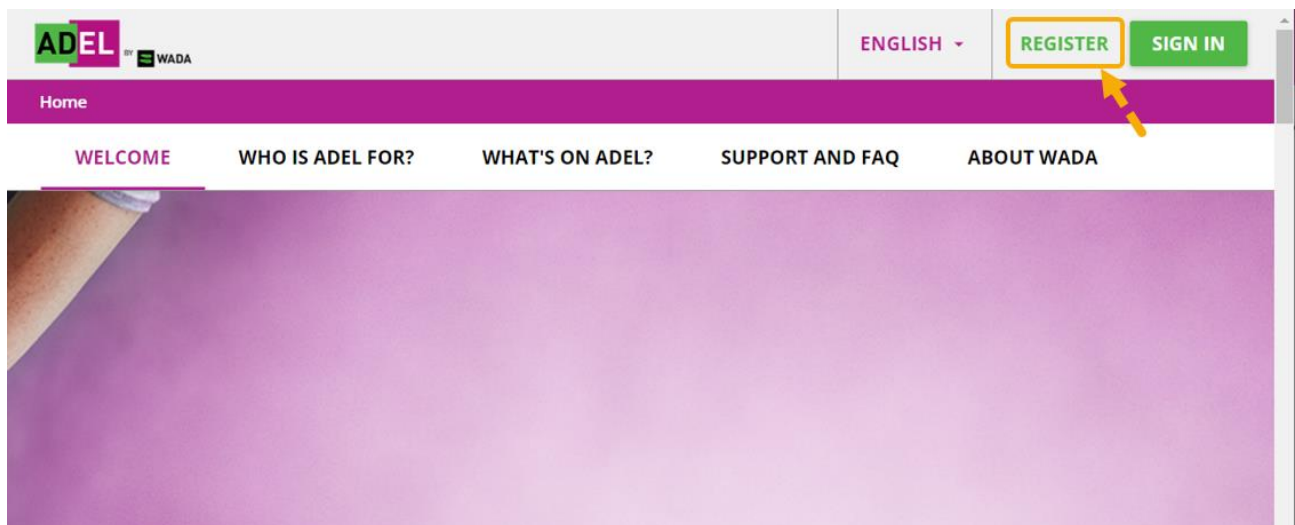 ADEL BY WADA
ENGLISH REGISTER SIGN IN
Home
WELCOME WHO IS ADEL FOR? WHAT'S ON ADEL? SUPPORT AND FAQ ABOUT WADA